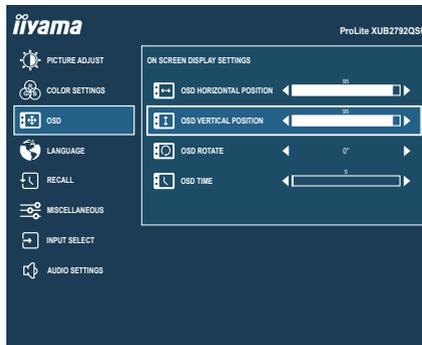 iiyama
ProLite XUB2792QSU
PICTURE ADJUST
COLOR SETTINGS
OSD
LANGUAGE
RECALL
MISCELLANEOUS
INPUT SELECT
AUDIO SETTINGS
ON SCREEN DISPLAY SETTINGS
OSD HORIZONTAL POSITION
95
OSD VERTICAL POSITION
95
OSD ROTATE
0°
OSD TIME
5